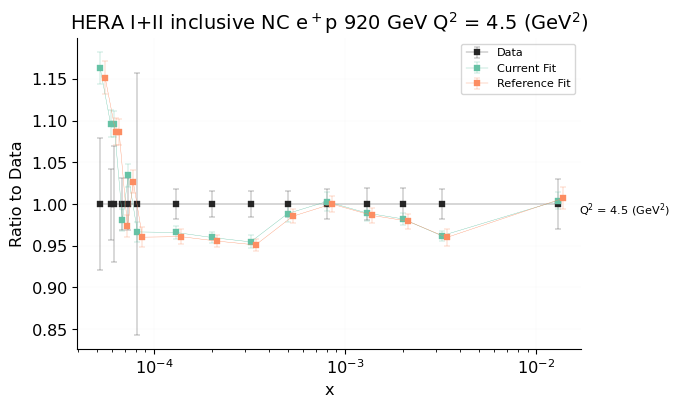 HERA I+II inclusive NC e⁺p 920 GeV Q² = 4.5 (GeV²)
Data
Current Fit
Reference Fit
Ratio to Data
1.15
1.10
1.05
1.00
0.95
0.90
0.85
Q² = 4.5 (GeV²)
10⁻⁴
10⁻³
10⁻²
x